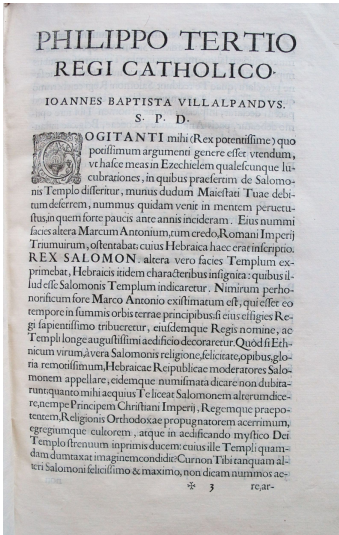 PHILIPPO TERTIO
REGI CATHOLICO.
IOANNES BAPTISTA VILLALPANDVS.
S. P. D.
COGITANTI mihi (Rex potentissime) quo
potissimum argumenti genere esset vtendum,
vt hasce meas in Ezechielem qualescunque lu-
cubrationes, in quibus praesertim de Salomo-
nis Templo disseritur, munus dudum Maiestati Tuae debi-
tum deferrem, nummus quidam venit in mentem peruetu-
stus, in quem forte paucis ante annis incideram. Eius nummi
facies altera Marcum Antonium, tum credo, Romani Imperij
Triumuirum, ostentabat: cuius Hebraica haec erat inscriptio.
REX SALOMON. altera vero facies Templum ex-
primebat, Hebraicis itidem characteribus insignita: quibus il-
lud esse Salomonis Templum indicaretur. Nimirum perho-
norificum fore Marco Antonio existimatum est, qui esset eo
tempore in summis orbis terrae principibus, si eius effigies Re-
gi sapientissimo tribueretur, eiusdemque Regis nomine, ac
Templi longe augustissimi aedificio decoraretur. Quòd si Eth-
nicum virum, à vera Salomonis religione, felicitate, opibus, glo-
ria remotissimum, Hebraicae Reipublicae moderatores Salo-
monem appellare, eidemque numismata dicare non dubita-
runt: quanto mihi aequius Te liceat Salomonem alterum dice-
re, nempe Principem Christiani Imperij, Regemque praepo-
tentem, Religionis Orthodoxae propugnatorem acerrimum,
egregiumque cultorem, atque in aedificando mystico Dei
Templo strenuum inprimis ducem: cuius ille Templi quam-
dam dumtaxat imaginem condidit? Cur non Tibi tanquam al-
teri Salomoni felicissimo & maximo, non dicam nummos ae-
✠ 3 re, ar-